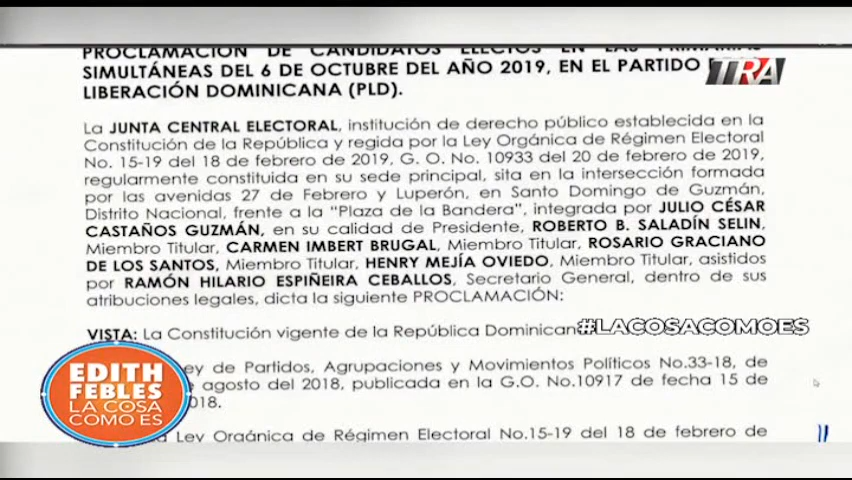 PROCLAMACIÓN DE CANDIDATOS ELECTOS EN LAS PRIMARIAS
SIMULTÁNEAS DEL 6 DE OCTUBRE DEL AÑO 2019, EN EL PARTIDO
LIBERACIÓN DOMINICANA (PLD).
TRA
La JUNTA CENTRAL ELECTORAL, institución de derecho público establecida en la
Constitución de la República y regida por la Ley Orgánica de Régimen Electoral
No. 15-19 del 18 de febrero de 2019, G. O. No. 10933 del 20 de febrero de 2019,
regularmente constituida en su sede principal, sita en la intersección formada
por las avenidas 27 de Febrero y Luperón, en Santo Domingo de Guzmán,
Distrito Nacional, frente a la "Plaza de la Bandera", integrada por JULIO CÉSAR
CASTAÑOS GUZMÁN, en su calidad de Presidente, ROBERTO B. SALADÍN SELIN,
Miembro Titular, CARMEN IMBERT BRUGAL, Miembro Titular, ROSARIO GRACIANO
DE LOS SANTOS, Miembro Titular, HENRY MEJÍA OVIEDO, Miembro Titular, asistidos
por RAMÓN HILARIO ESPIÑEIRA CEBALLOS, Secretario General, dentro de sus
atribuciones legales, dicta la siguiente PROCLAMACIÓN:
VISTA: La Constitución vigente de la República Dominican
#LACOSACOMOES
ey de Partidos, Agrupaciones y Movimientos Políticos No.33-18, de
agosto del 2018, publicada en la G.O. No.10917 de fecha 15 de
018.
Ley Orgánica de Régimen Electoral No.15-19 del 18 de febrero de
EDITH
FEBLES
LA COSA
COMO ES